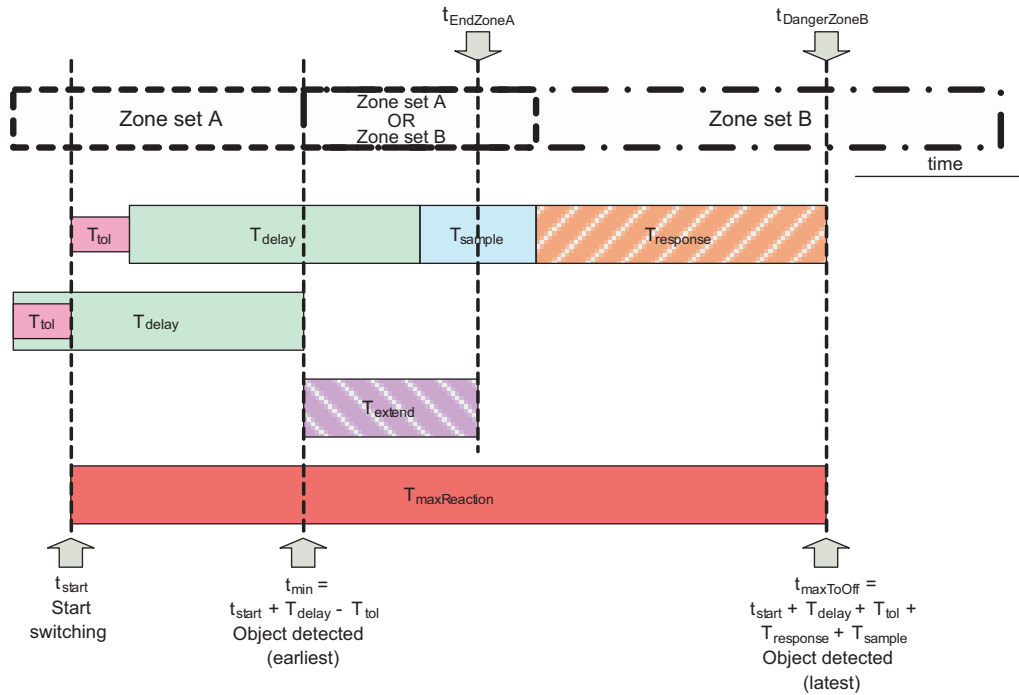 tEndZoneA
tDangerZoneB
Zone set A
Zone set A
OR
Zone set B
Zone set B
time
Ttol
Tdelay
Tsample
Tresponse
Ttol
Tdelay
Textend
TmaxReaction
tstart
Start
switching
tmin =
tstart + Tdelay - Ttol
Object detected
(earliest)
tmaxToOff =
tstart + Tdelay + Ttol +
Tresponse + Tsample
Object detected
(latest)